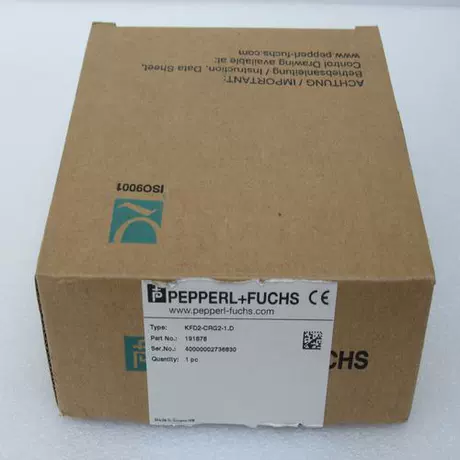 ACHTUNG / IMPORTANT:
Betriebsanleitung / Instruction, Data Sheet,
Control Drawing available at:
www.pepperl-fuchs.com
ISO9001
PEPPERL+FUCHS CE
www.pepperl-fuchs.com
Type: KFD2-CRG2-1.D
Part No.: 191878
Ser.No.: 40000002736830
Quantity: 1 pc
CHS